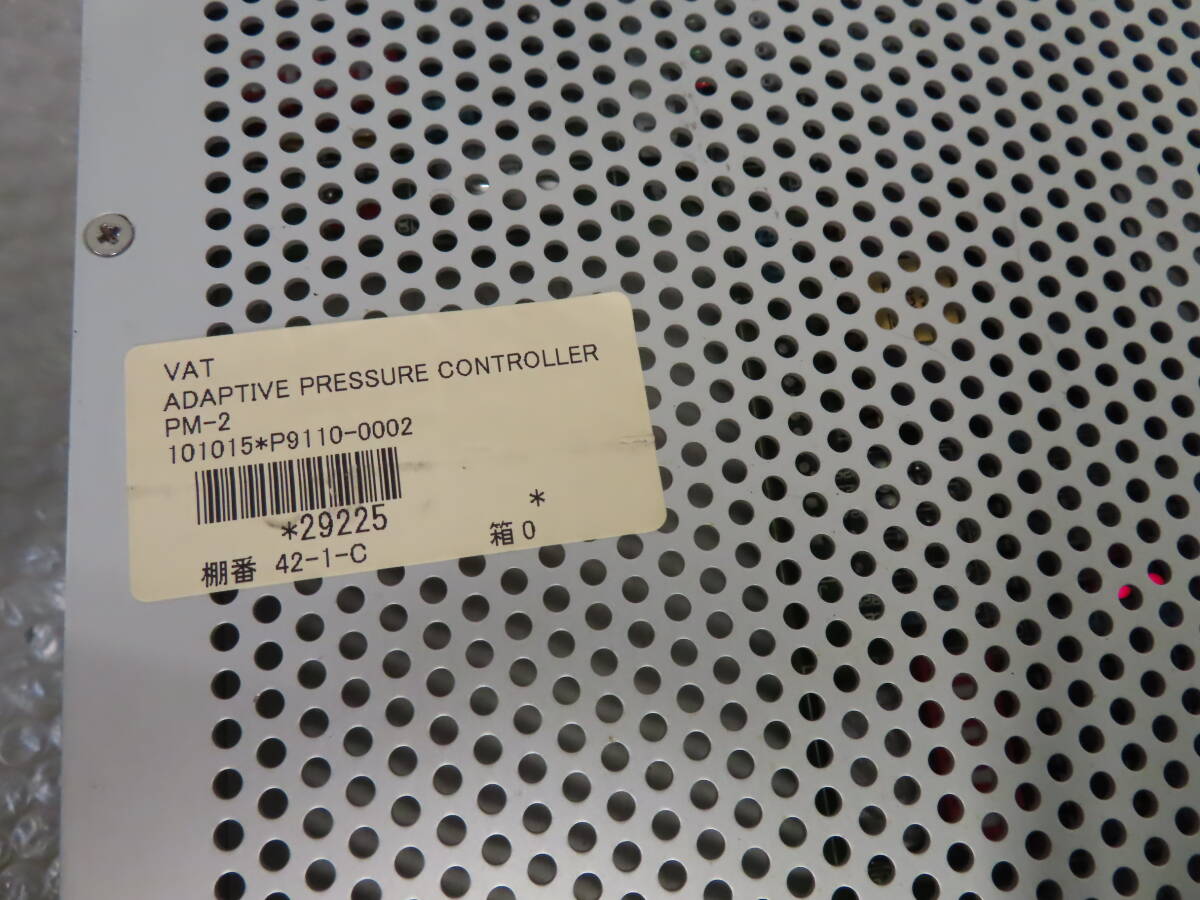 VAT
ADAPTIVE PRESSURE CONTROLLER
PM-2
101015*P9110-0002
*29225 *
棚番 42-1-C 箱 0